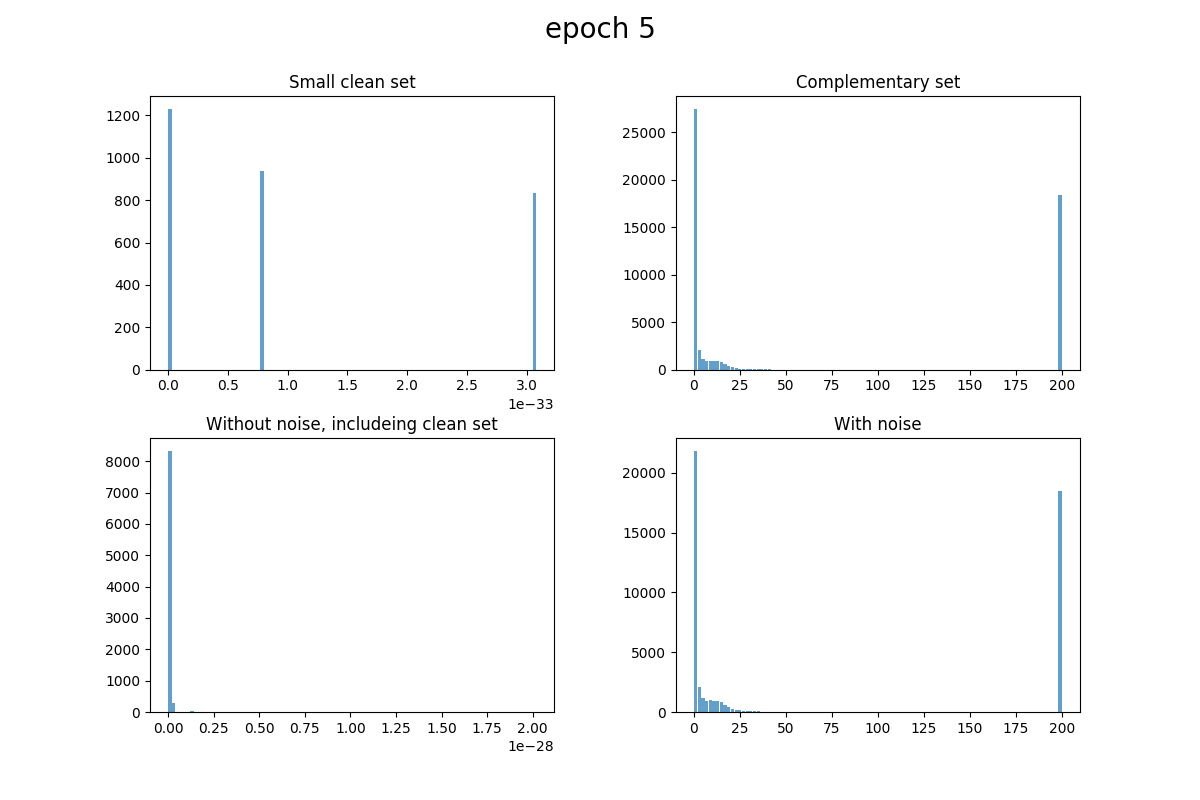 epoch 5
Small clean set
1200
1000
800
600
400
200
0
0.0 0.5 1.0 1.5 2.0 2.5 3.0
1e−33
Complementary set
25000
20000
15000
10000
5000
0
0 25 50 75 100 125 150 175 200
Without noise, includeing clean set
8000
7000
6000
5000
4000
3000
2000
1000
0
0.00 0.25 0.50 0.75 1.00 1.25 1.50 1.75 2.00
1e−28
With noise
20000
15000
10000
5000
0
0 25 50 75 100 125 150 175 200